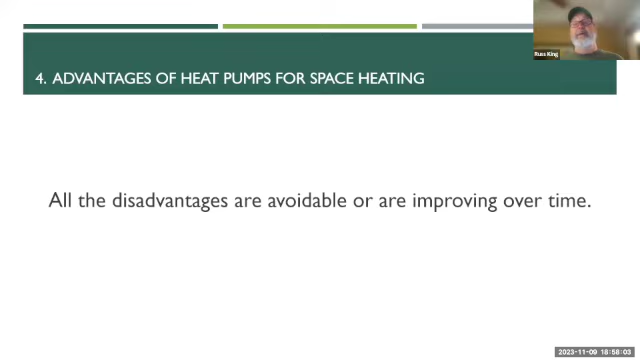 Russ King
4. ADVANTAGES OF HEAT PUMPS FOR SPACE HEATING
All the disadvantages are avoidable or are improving over time.
2023-11-09 18:58:03